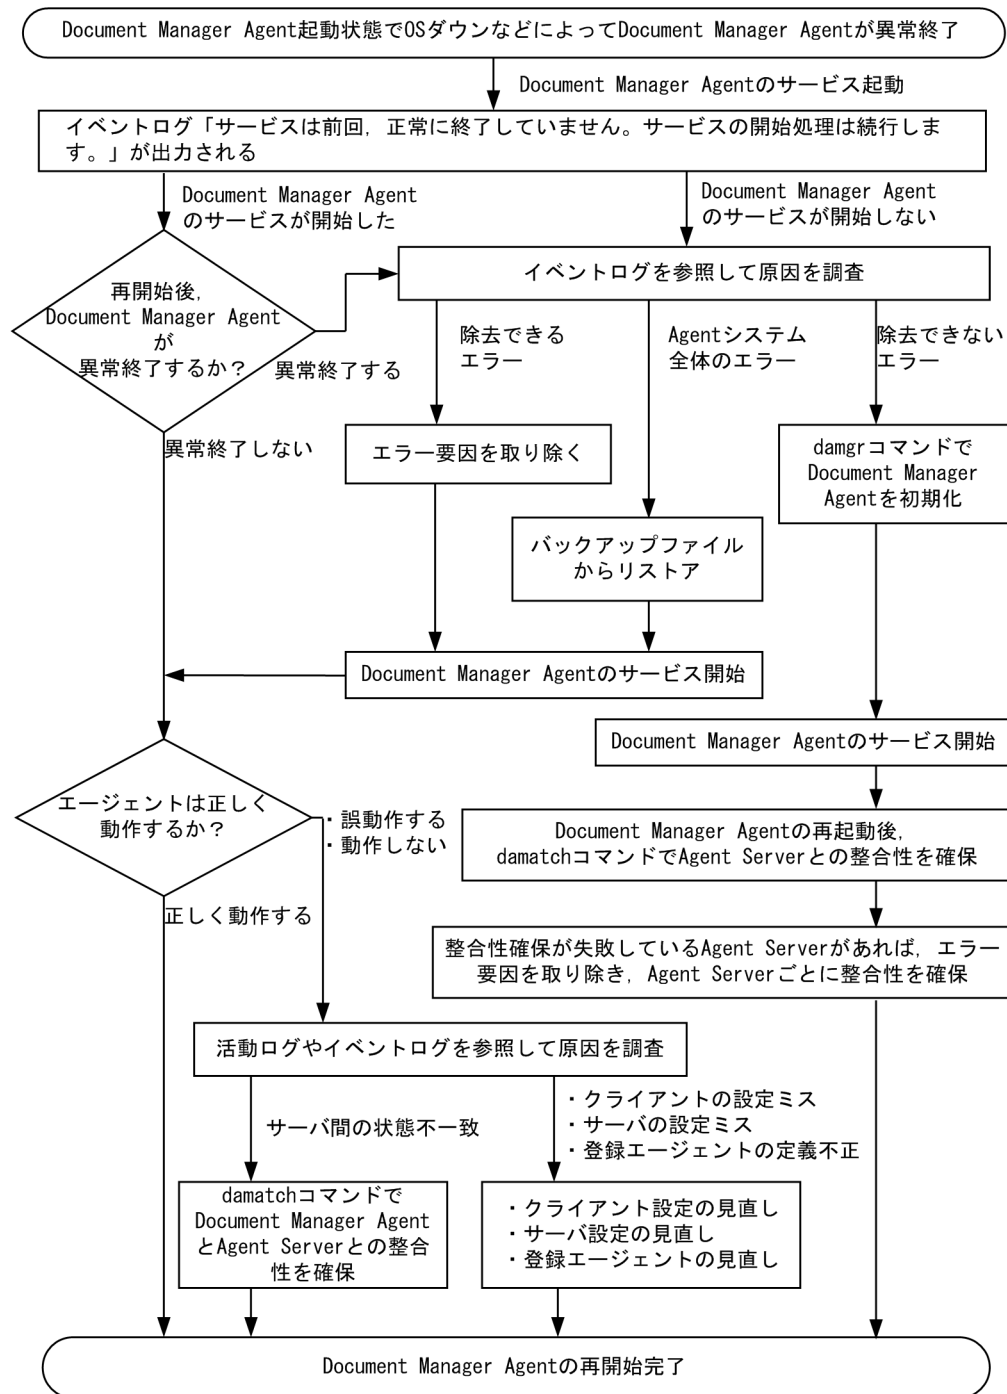 Document Manager Agent起動状態でOSダウンなどによってDocument Manager Agentが異常終了
Document Manager Agentのサービス起動
イベントログ「サービスは前回，正常に終了していません。サービスの開始処理は続行しま
す。」が出力される
Document Manager Agent
のサービスが開始した
Document Manager Agent
のサービスが開始しない
再開始後，
Document Manager Agent
が
異常終了するか？
異常終了する
異常終了しない
イベントログを参照して原因を調査
除去できる
エラー
Agentシステム
全体のエラー
除去できない
エラー
エラー要因を取り除く
damgrコマンドで
Document Manager
Agentを初期化
バックアップファイル
からリストア
Document Manager Agentのサービス開始
Document Manager Agentのサービス開始
エージェントは正しく
動作するか？
・誤動作する
・動作しない
正しく動作する
Document Manager Agentの再起動後，
damatchコマンドでAgent Serverとの整合性を確保
整合性確保が失敗しているAgent Serverがあれば，エラー
要因を取り除き，Agent Serverごとに整合性を確保
活動ログやイベントログを参照して原因を調査
サーバ間の状態不一致
・クライアントの設定ミス
・サーバの設定ミス
・登録エージェントの定義不正
damatchコマンドで
Document Manager Agent
とAgent Serverとの整合
性を確保
・クライアント設定の見直し
・サーバ設定の見直し
・登録エージェントの見直し
Document Manager Agentの再開始完了